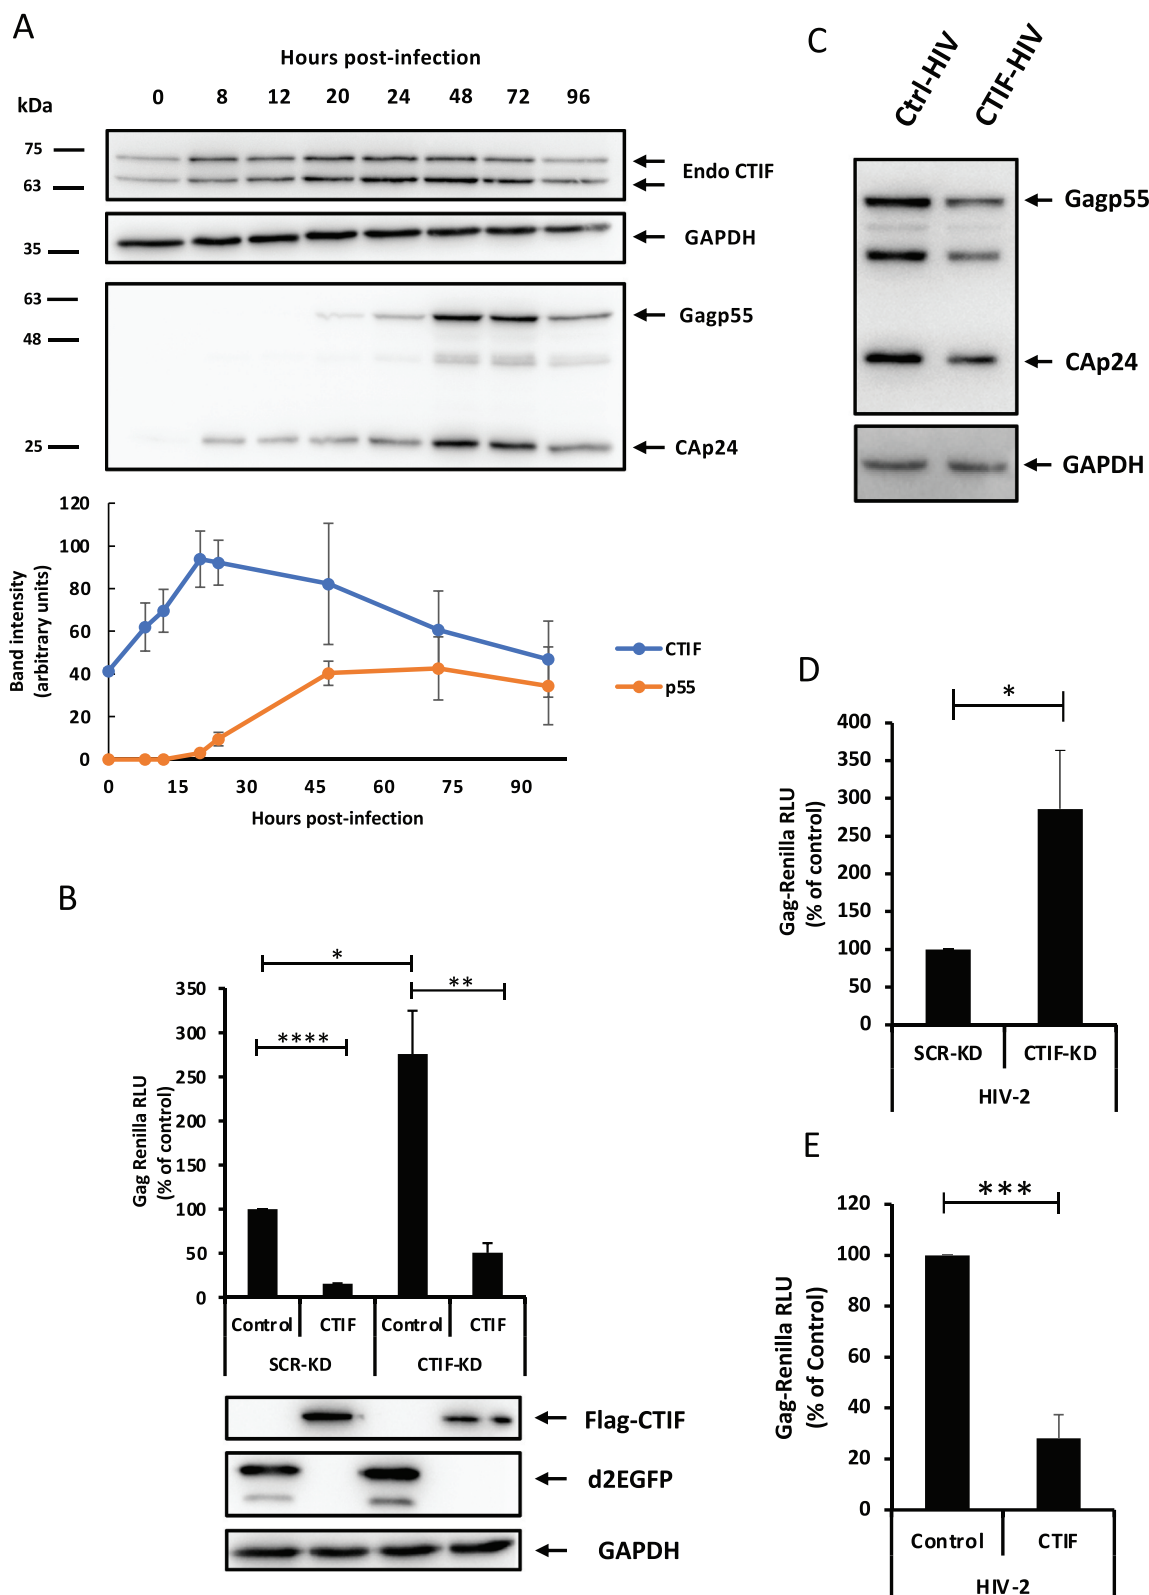 A
Hours post-infection
kDa
0 8 12 20 24 48 72 96
75
63
Endo CTIF
35
GAPDH
63
48
Gagp55
25
CAp24
120
100
80
60
40
20
0
Band intensity
(arbitrary units)
0 15 30 45 60 75 90
Hours post-infection
CTIF
p55
B
*
**
****
350
300
250
200
150
100
50
0
Gag Renilla RLU
(% of control)
Control CTIF Control CTIF
SCR-KD CTIF-KD
Flag-CTIF
d2EGFP
GAPDH
C
Ctrl-HIV
CTIF-HIV
Gagp55
CAp24
GAPDH
D
*
400
350
300
250
200
150
100
50
0
Gag-Renilla RLU
(% of control)
SCR-KD CTIF-KD
HIV-2
E
***
120
100
80
60
40
20
0
Gag-Renilla RLU
(% of Control)
Control CTIF
HIV-2